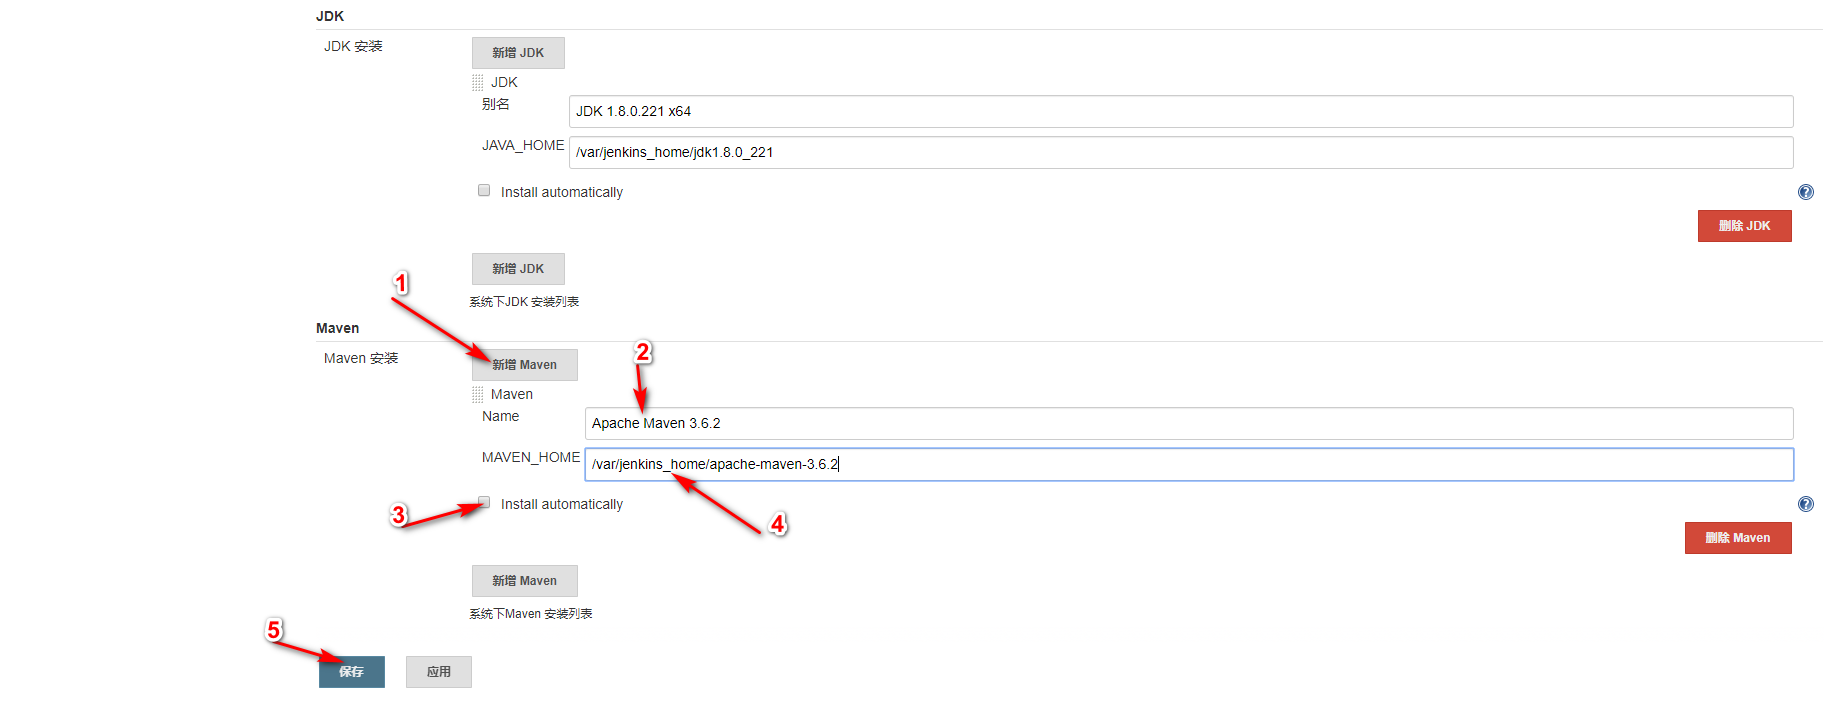 JDK
JDK 安装
新增 JDK
JDK
别名
JDK 1.8.0.221 x64
JAVA_HOME
/var/jenkins_home/jdk1.8.0_221
Install automatically
?
删除 JDK
新增 JDK
1
系统下JDK 安装列表
Maven
Maven 安装
新增 Maven
2
Maven
Name
Apache Maven 3.6.2
MAVEN_HOME
/var/jenkins_home/apache-maven-3.6.2
3
Install automatically
4
?
删除 Maven
新增 Maven
系统下Maven 安装列表
5
保存
应用